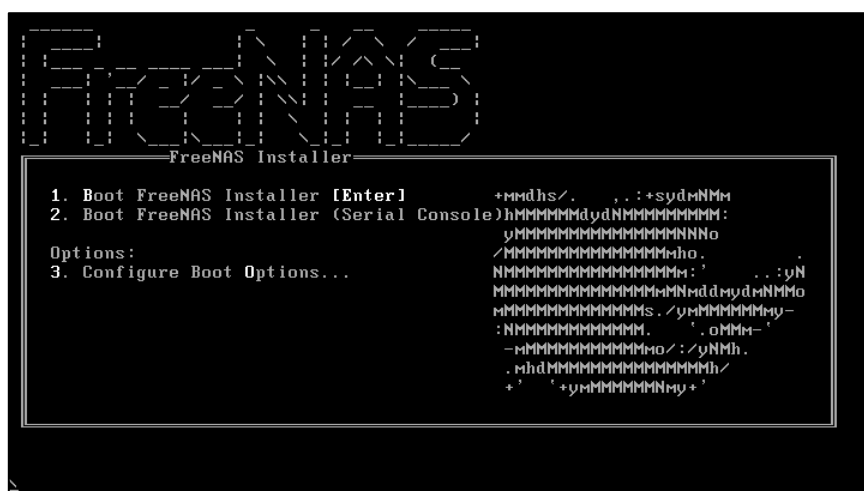 FreeNAS
FreeNAS Installer
1. Boot FreeNAS Installer [Enter]
2. Boot FreeNAS Installer (Serial Console)
Options:
3. Configure Boot Options...